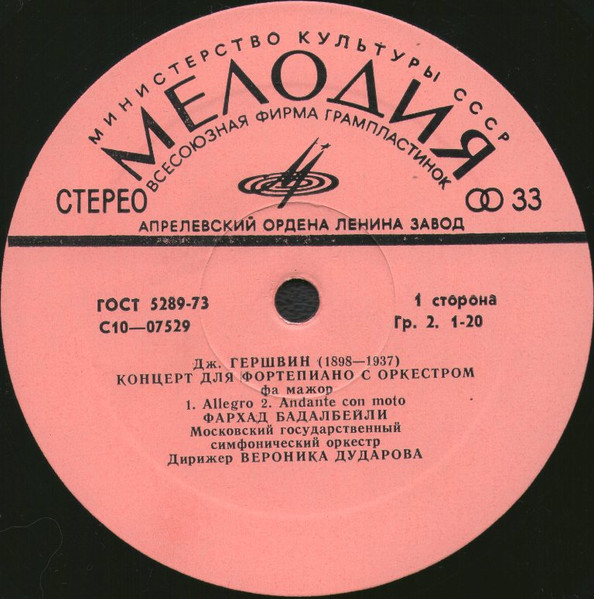 МИНИСТЕРСТВО КУЛЬТУРЫ СССР
МЕЛОДИЯ
ВСЕСОЮЗНАЯ ФИРМА ГРАМПЛАСТИНОК
СТЕРЕО
33
АПРЕЛЕВСКИЙ ОРДЕНА ЛЕНИНА ЗАВОД
ГОСТ 5289-73
1 сторона
С10—07529
Гр. 2. 1-20
Дж. ГЕРШВИН (1898—1937)
КОНЦЕРТ ДЛЯ ФОРТЕПИАНО С ОРКЕСТРОМ
фа мажор
1. Allegro 2. Andante con moto
ФАРХАД БАДАЛБЕЙЛИ
Московский государственный
симфонический оркестр
Дирижер ВЕРОНИКА ДУДАРОВА